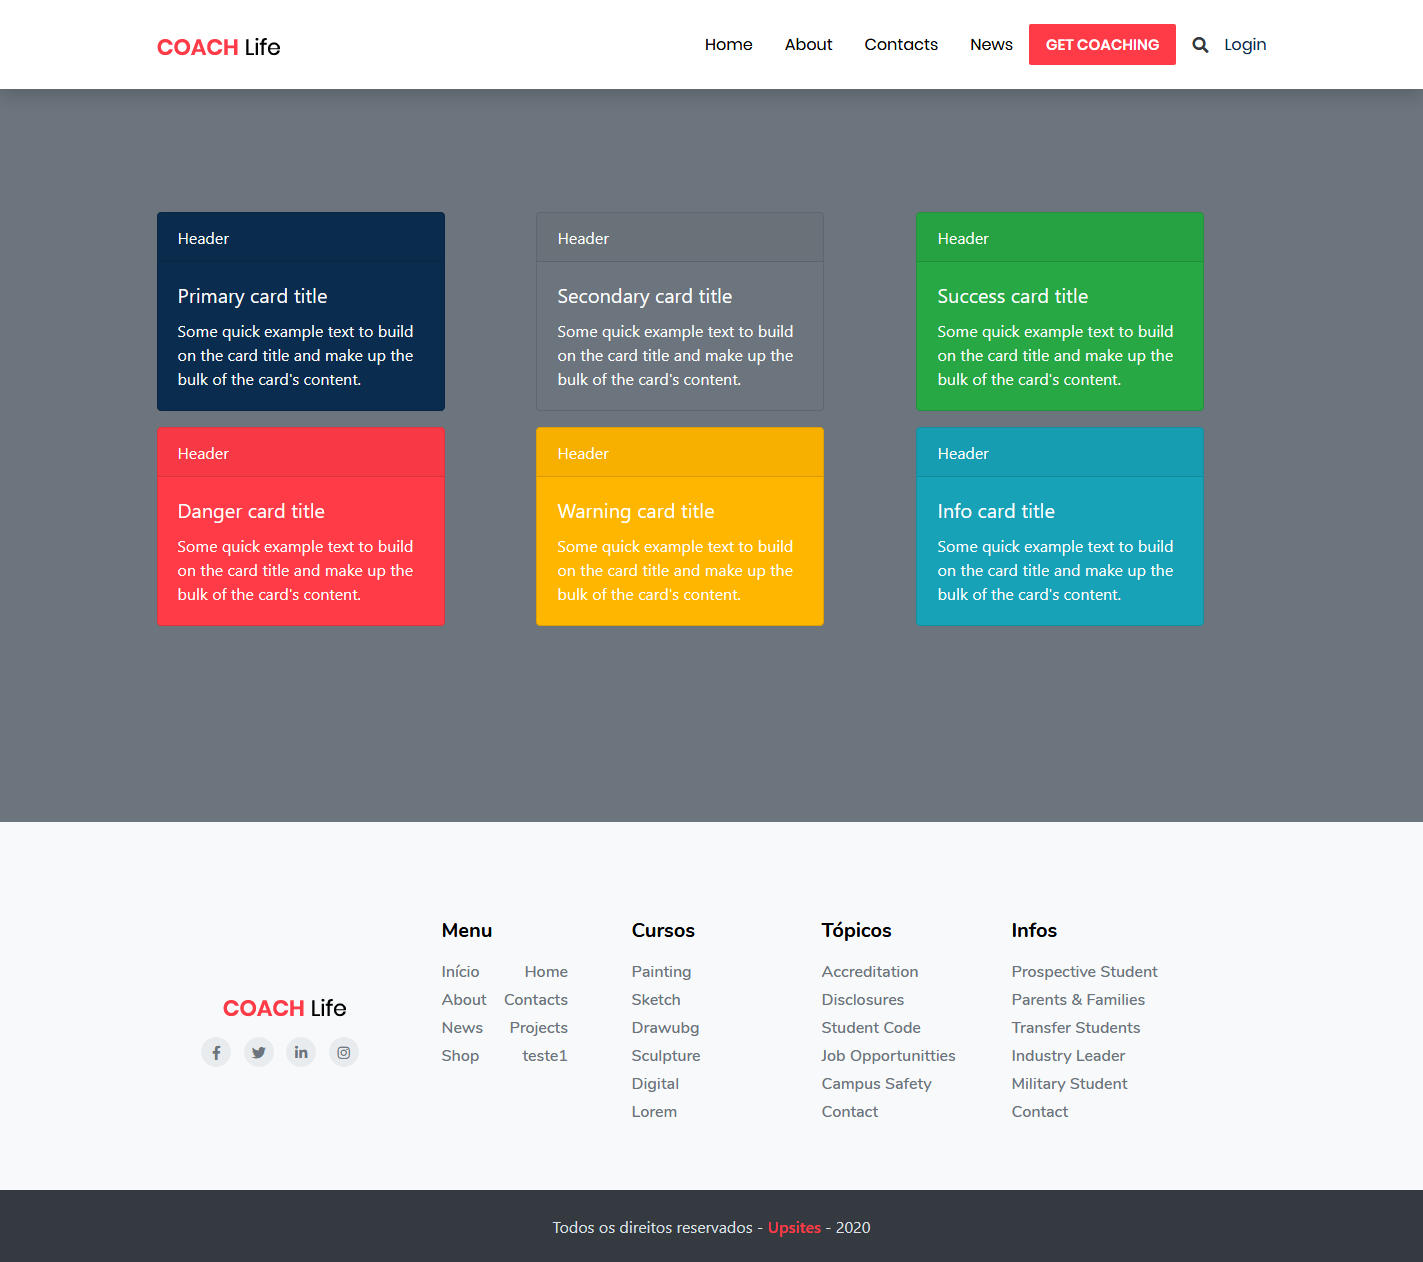 COACH Life
Home About Contacts News GET COACHING Login
Header
Primary card title
Some quick example text to build
on the card title and make up the
bulk of the card's content.
Header
Secondary card title
Some quick example text to build
on the card title and make up the
bulk of the card's content.
Header
Success card title
Some quick example text to build
on the card title and make up the
bulk of the card's content.
Header
Danger card title
Some quick example text to build
on the card title and make up the
bulk of the card's content.
Header
Warning card title
Some quick example text to build
on the card title and make up the
bulk of the card's content.
Header
Info card title
Some quick example text to build
on the card title and make up the
bulk of the card's content.
COACH Life
Menu
Início Home
About Contacts
News Projects
Shop teste1
Cursos
Painting
Sketch
Drawubg
Sculpture
Digital
Lorem
Tópicos
Accreditation
Disclosures
Student Code
Job Opportunitties
Campus Safety
Contact
Infos
Prospective Student
Parents & Families
Transfer Students
Industry Leader
Military Student
Contact
Todos os direitos reservados - Upsites - 2020